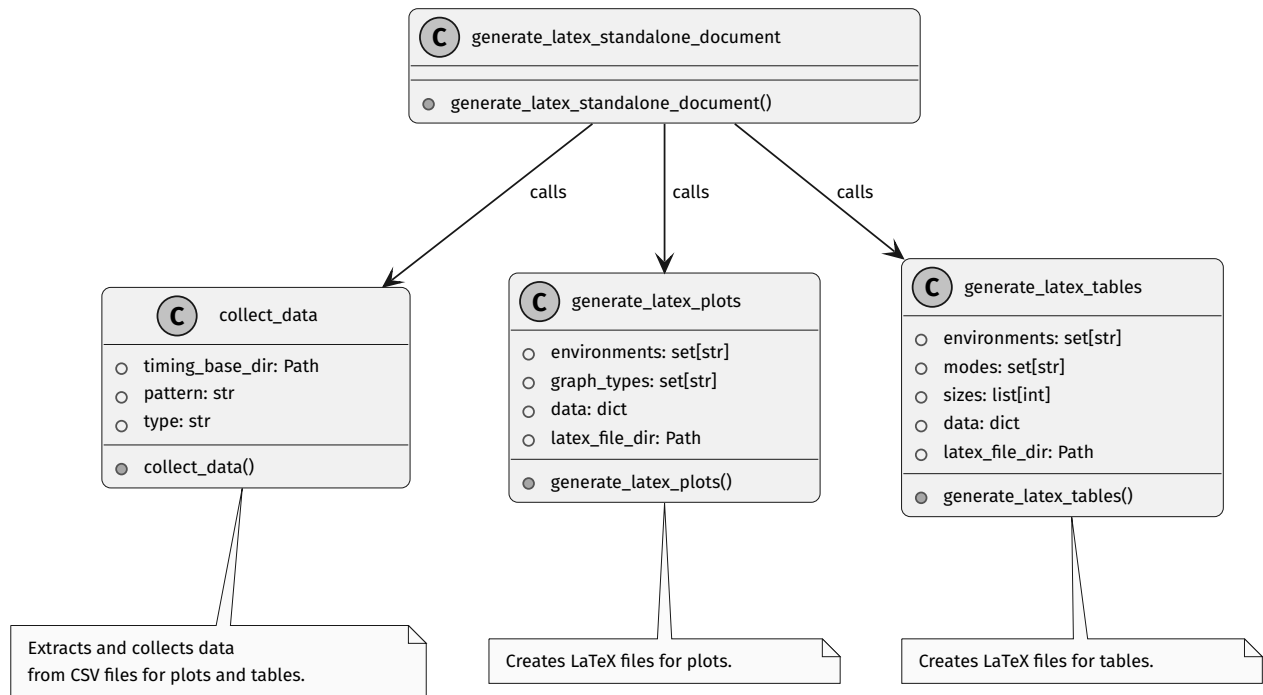 C generate_latex_standalone_document
generate_latex_standalone_document()
calls
calls
calls
C collect_data
timing_base_dir: Path
pattern: str
type: str
collect_data()
C generate_latex_plots
environments: set[str]
graph_types: set[str]
data: dict
latex_file_dir: Path
generate_latex_plots()
C generate_latex_tables
environments: set[str]
modes: set[str]
sizes: list[int]
data: dict
latex_file_dir: Path
generate_latex_tables()
Extracts and collects data
from CSV files for plots and tables.
Creates LaTeX files for plots.
Creates LaTeX files for tables.